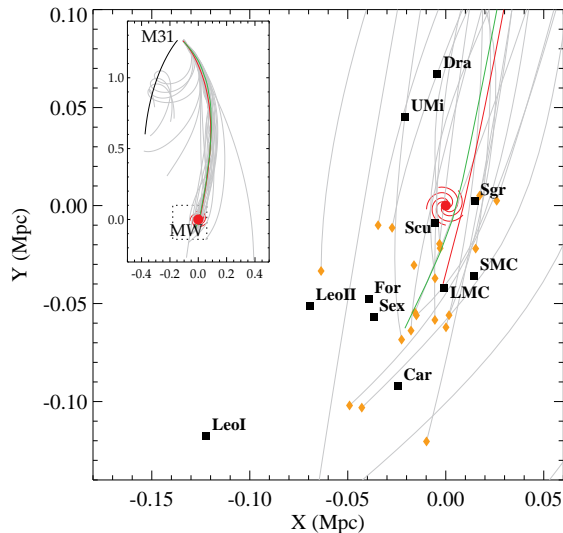 0.10
M31
1.0
0.6
0.0
MW
-0.4
-0.2
0.0
0.2
0.4
Dra
UMi
0.05
Sgr
0.00
Scu
SMC
For
LMC
LeoII
Sex
-0.05
Car
-0.10
LeoI
-0.15
-0.10
-0.05
0.00
0.05
X (Mpc)
Y (Mpc)